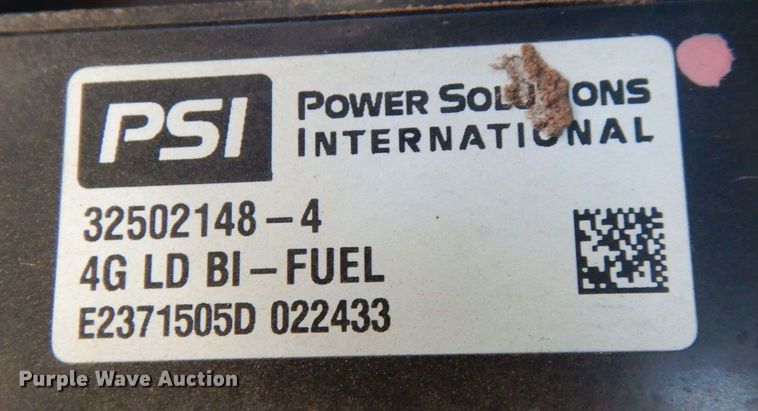 PSI
POWER SOLUTIONS
INTERNATIONAL
32502148-4
4G LD BI-FUEL
E2371505D 022433
Purple Wave Auction